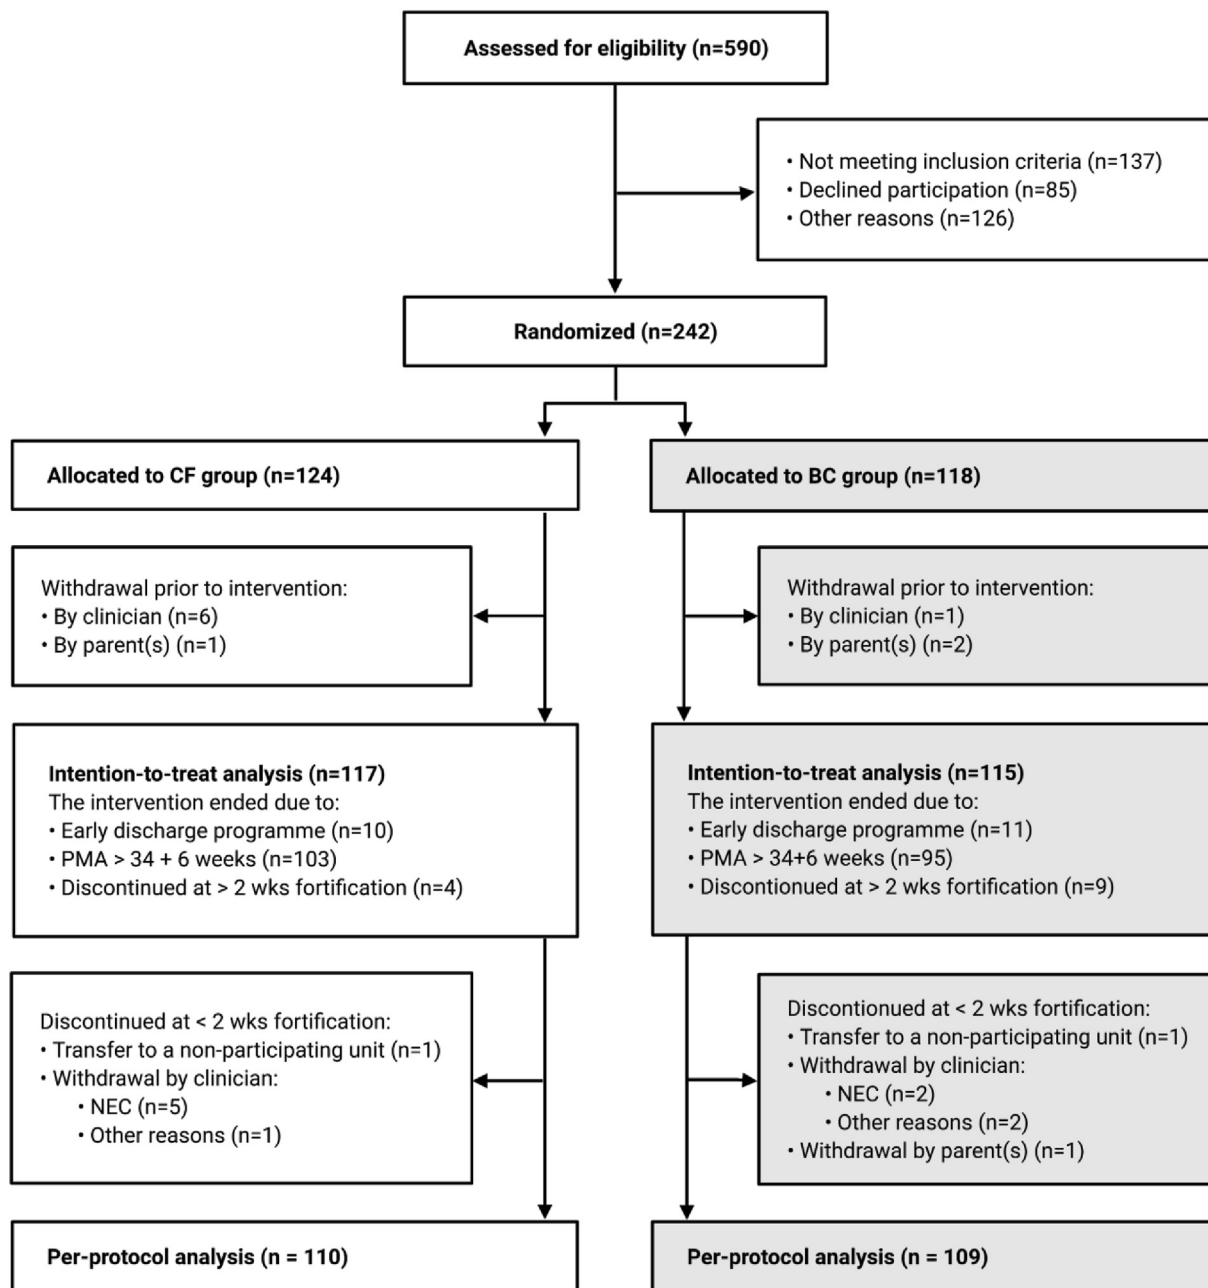 Assessed for eligibility (n=590)
• Not meeting inclusion criteria (n=137)
• Declined participation (n=85)
• Other reasons (n=126)
Randomized (n=242)
Allocated to CF group (n=124)
Allocated to BC group (n=118)
Withdrawal prior to intervention:
• By clinician (n=6)
• By parent(s) (n=1)
Withdrawal prior to intervention:
• By clinician (n=1)
• By parent(s) (n=2)
Intention-to-treat analysis (n=117)
The intervention ended due to:
• Early discharge programme (n=10)
• PMA > 34 + 6 weeks (n=103)
• Discontinued at > 2 wks fortification (n=4)
Intention-to-treat analysis (n=115)
The intervention ended due to:
• Early discharge programme (n=11)
• PMA > 34+6 weeks (n=95)
• Discontionued at > 2 wks fortification (n=9)
Discontinued at < 2 wks fortification:
• Transfer to a non-participating unit (n=1)
• Withdrawal by clinician:
• NEC (n=5)
• Other reasons (n=1)
Discontionued at < 2 wks fortification:
• Transfer to a non-participating unit (n=1)
• Withdrawal by clinician:
• NEC (n=2)
• Other reasons (n=2)
• Withdrawal by parent(s) (n=1)
Per-protocol analysis (n = 110)
Per-protocol analysis (n = 109)